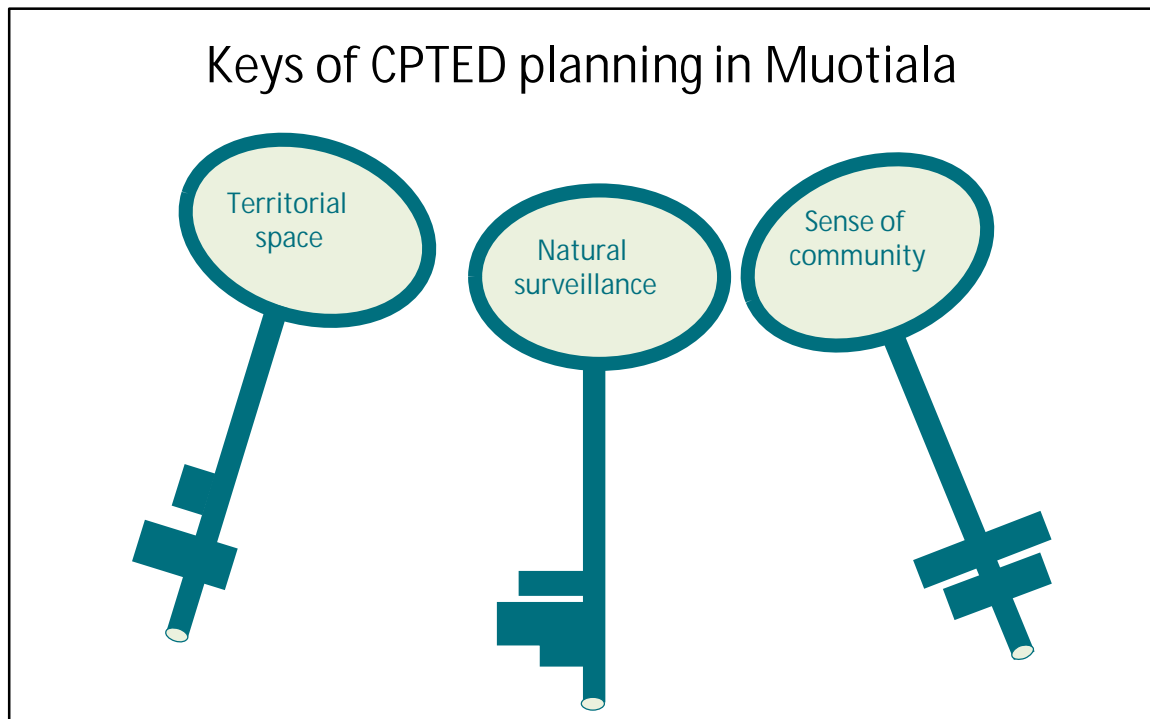 Keys of CPTED planning in Muotiala
Territorial
space
Natural
surveillance
Sense of
community